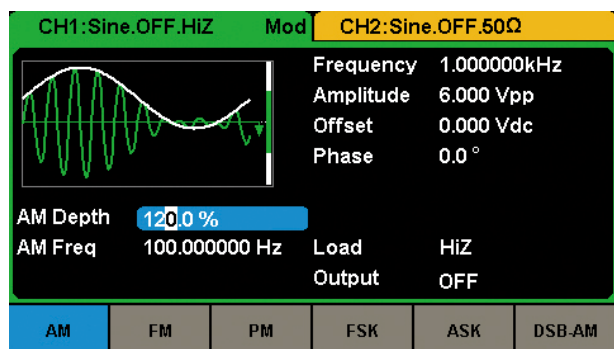 CH1:Sine.OFF.HiZ Mod CH2:Sine.OFF.50Ω
Frequency 1.000000kHz
Amplitude 6.000 Vpp
Offset 0.000 Vdc
Phase 0.0 °
AM Depth 120.0 %
AM Freq 100.000000 Hz Load HiZ
Output OFF
AM FM PM FSK ASK DSB-AM